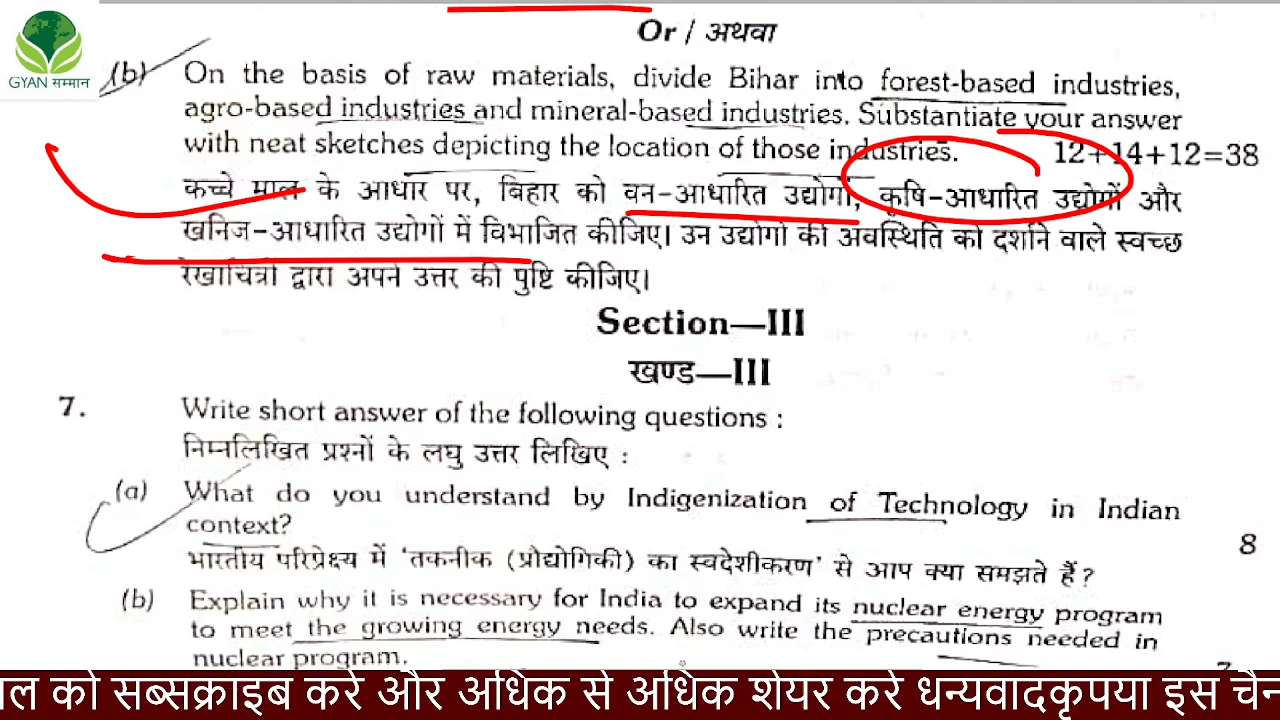 Or / अथवा
GYAN सम्मान
(b) On the basis of raw materials, divide Bihar into forest-based industries,
agro-based industries and mineral-based industries. Substantiate your answer
with neat sketches depicting the location of those industries. 12+14+12=38
कच्चे माल के आधार पर, बिहार को वन-आधारित उद्योगों, कृषि-आधारित उद्योगों और
खनिज-आधारित उद्योगों में विभाजित कीजिए। उन उद्योगों की अवस्थिति को दर्शाने वाले स्वच्छ
रेखाचित्रों द्वारा अपने उत्तर की पुष्टि कीजिए।
Section—III
खण्ड—III
7. Write short answer of the following questions :
निम्नलिखित प्रश्नों के लघु उत्तर लिखिए :
(a) What do you understand by Indigenization of Technology in Indian
context? 8
भारतीय परिप्रेक्ष्य में 'तकनीक (प्रौद्योगिकी) का स्वदेशीकरण' से आप क्या समझते हैं?
(b) Explain why it is necessary for India to expand its nuclear energy program
to meet the growing energy needs. Also write the precautions needed in
nuclear program.
को सब्सक्राइब करे और अधिक से अधिक शेयर करे धन्यवादकृपया इस